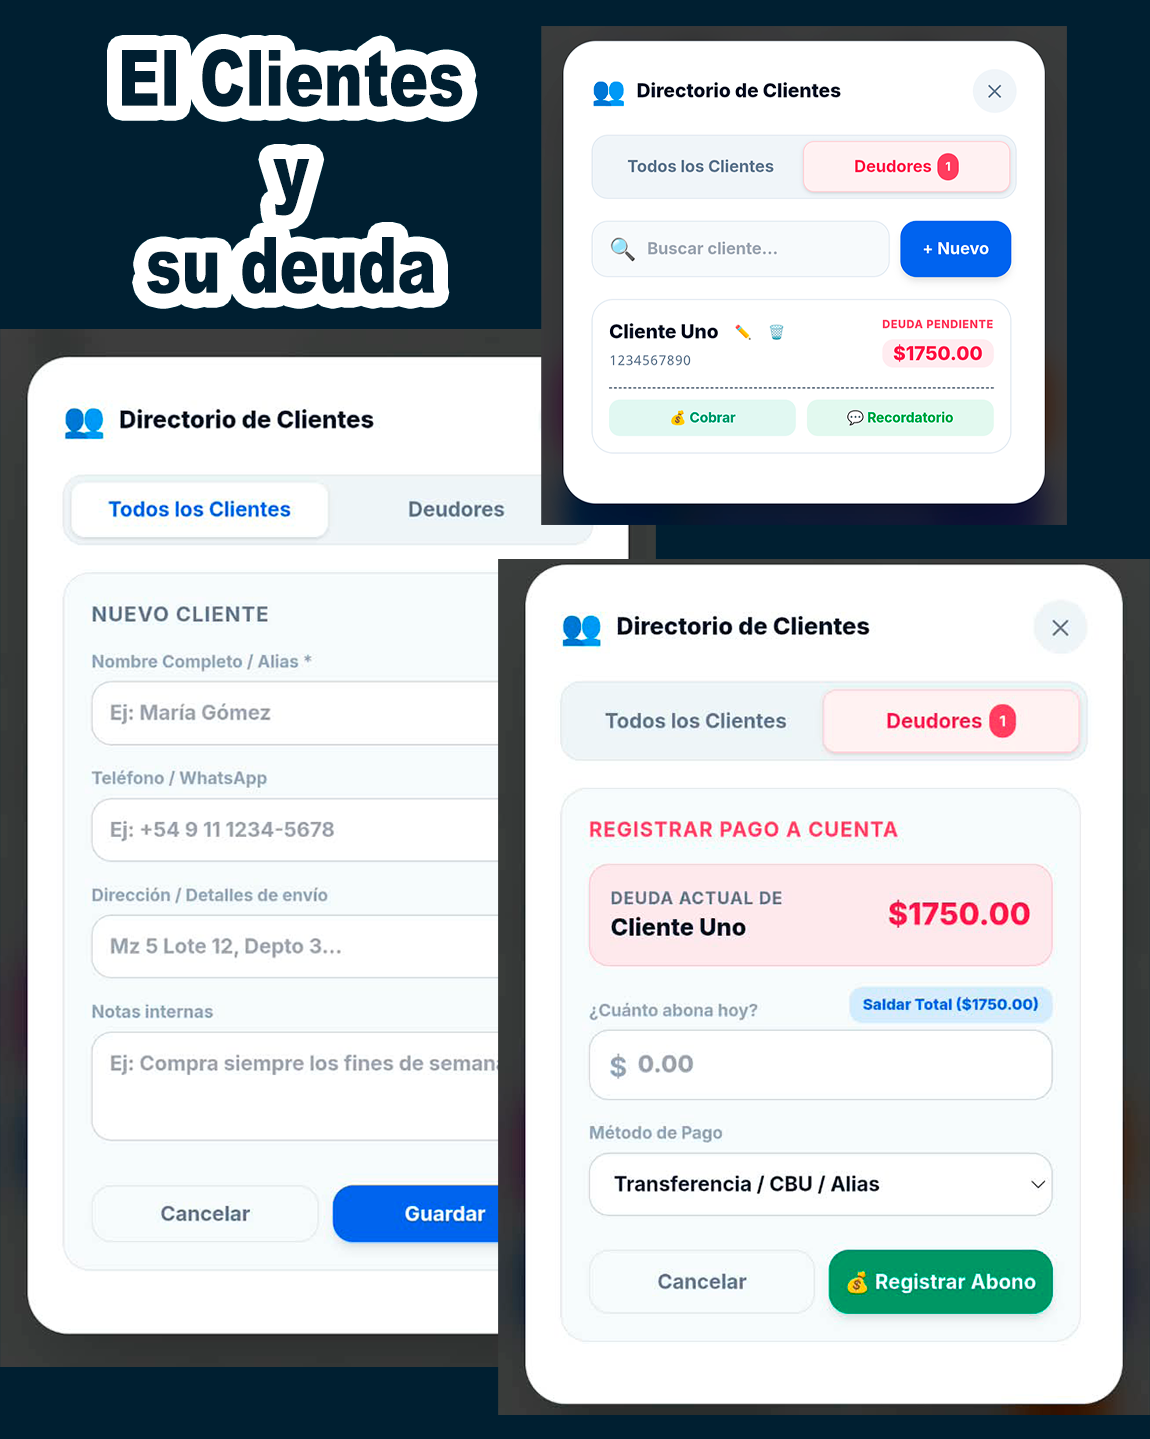 El Clientes
y
su deuda
Directorio de Clientes
Todos los Clientes
Deudores 1
Buscar cliente...
+ Nuevo
Cliente Uno
DEUDA PENDIENTE
1234567890
$1750.00
Cobrar
Recordatorio
Directorio de Clientes
Todos los Clientes
Deudores
NUEVO CLIENTE
Nombre Completo / Alias *
Ej: María Gómez
Teléfono / WhatsApp
Ej: +54 9 11 1234-5678
Dirección / Detalles de envío
Mz 5 Lote 12, Depto 3...
Notas internas
Ej: Compra siempre los fines de semana
Cancelar
Guardar
Directorio de Clientes
Todos los Clientes
Deudores 1
REGISTRAR PAGO A CUENTA
DEUDA ACTUAL DE
Cliente Uno
$1750.00
¿Cuánto abona hoy?
Saldar Total ($1750.00)
$ 0.00
Método de Pago
Transferencia / CBU / Alias
Cancelar
Registrar Abono